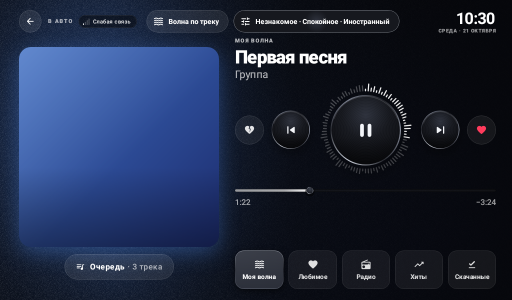 В АВТО
Слабая связь
Волна по треку
Незнакомое · Спокойное · Иностранный
10:30
СРЕДА · 21 ОКТЯБРЯ
МОЯ ВОЛНА
Первая песня
Группа
1:22
−3:24
Очередь · 3 трека
Моя волна
Любимое
Радио
Хиты
Скачанные